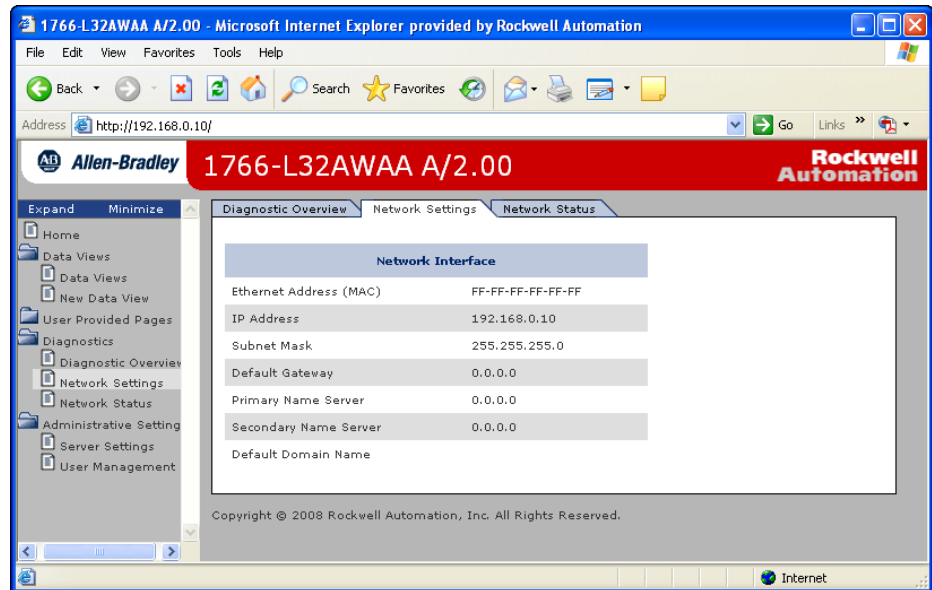 1766-L32AWAA A/2.00 - Microsoft Internet Explorer provided by Rockwell Automation
File Edit View Favorites Tools Help
Back Search Favorites
Address http://192.168.0.10/ Go Links »
AB Allen-Bradley 1766-L32AWAA A/2.00 Rockwell
Automation
Expand Minimize
Home
Data Views
Data Views
New Data View
User Provided Pages
Diagnostics
Diagnostic Overview
Network Settings
Network Status
Administrative Setting
Server Settings
User Management
Diagnostic Overview Network Settings Network Status
Network Interface
Ethernet Address (MAC) FF-FF-FF-FF-FF-FF
IP Address 192.168.0.10
Subnet Mask 255.255.255.0
Default Gateway 0.0.0.0
Primary Name Server 0.0.0.0
Secondary Name Server 0.0.0.0
Default Domain Name
Copyright © 2008 Rockwell Automation, Inc. All Rights Reserved.
Internet